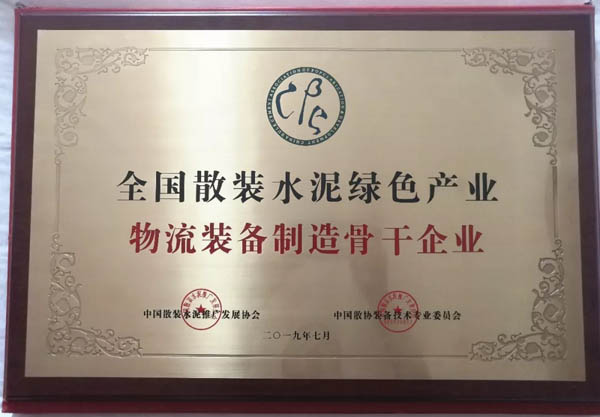 全国散装水泥绿色产业
物流装备制造骨干企业
中国散装水泥推广发展协会 中国散协装备技术专业委员会
二〇一九年七月